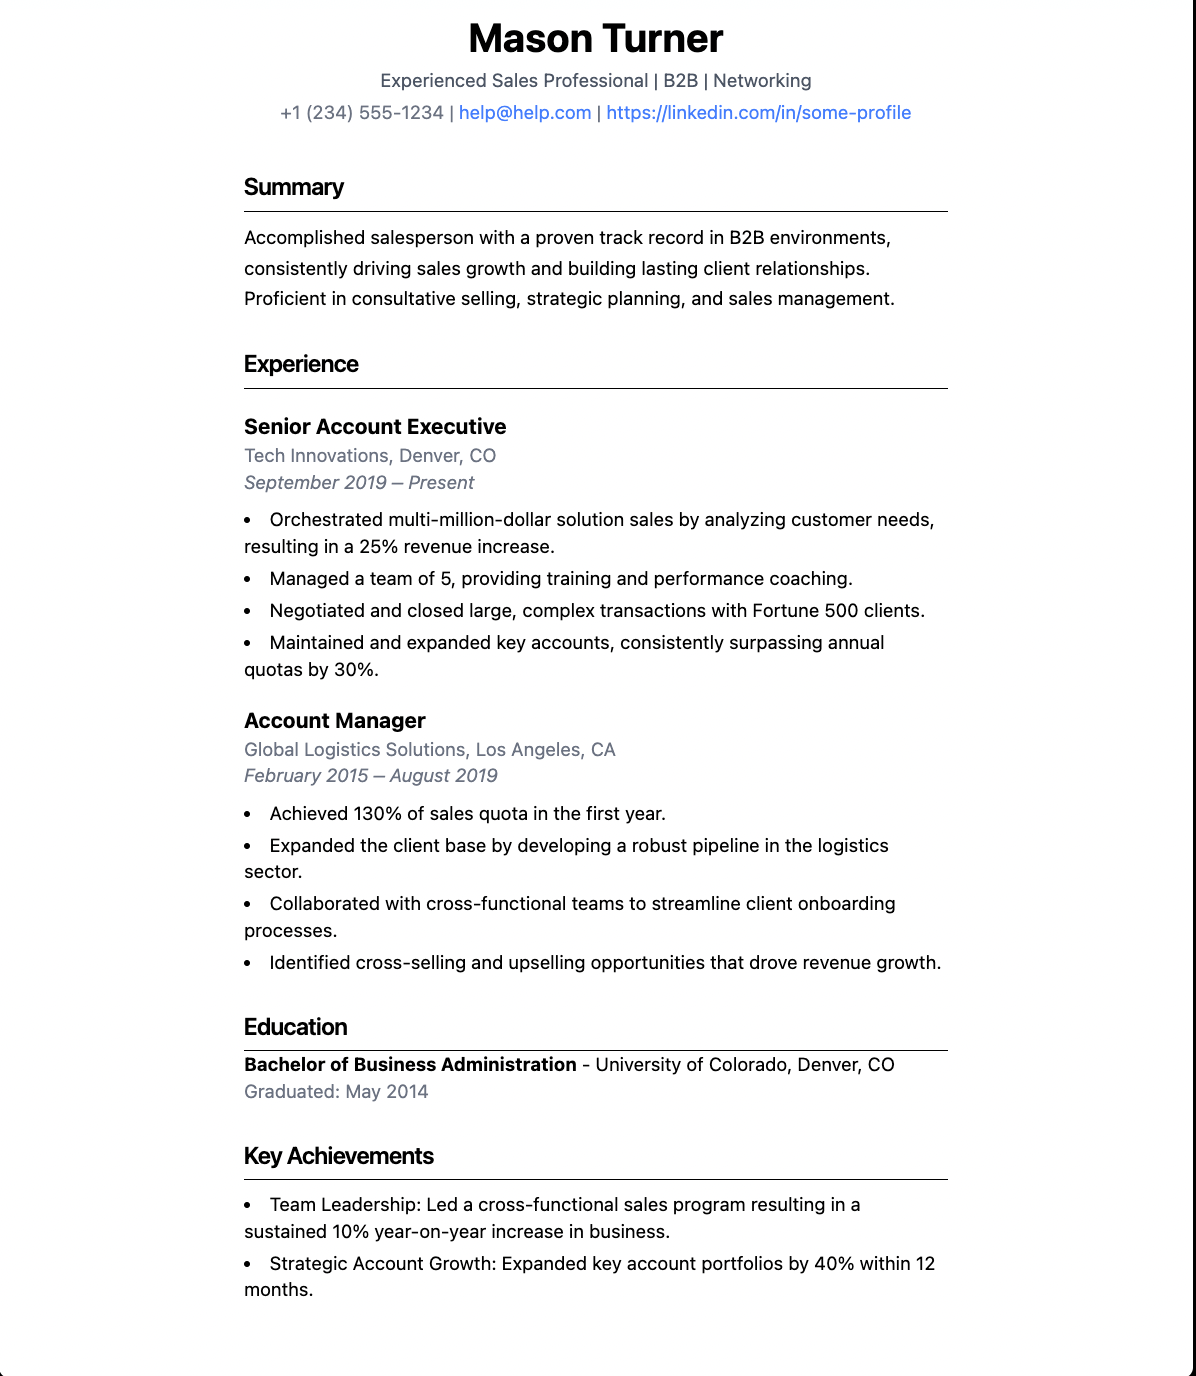 Mason Turner
Experienced Sales Professional | B2B | Networking
+1 (234) 555-1234 | help@help.com | https://linkedin.com/in/some-profile
Summary
Accomplished salesperson with a proven track record in B2B environments,
consistently driving sales growth and building lasting client relationships.
Proficient in consultative selling, strategic planning, and sales management.
Experience
Senior Account Executive
Tech Innovations, Denver, CO
September 2019 – Present
• Orchestrated multi-million-dollar solution sales by analyzing customer needs,
resulting in a 25% revenue increase.
• Managed a team of 5, providing training and performance coaching.
• Negotiated and closed large, complex transactions with Fortune 500 clients.
• Maintained and expanded key accounts, consistently surpassing annual
quotas by 30%.
Account Manager
Global Logistics Solutions, Los Angeles, CA
February 2015 – August 2019
• Achieved 130% of sales quota in the first year.
• Expanded the client base by developing a robust pipeline in the logistics
sector.
• Collaborated with cross-functional teams to streamline client onboarding
processes.
• Identified cross-selling and upselling opportunities that drove revenue growth.
Education
Bachelor of Business Administration - University of Colorado, Denver, CO
Graduated: May 2014
Key Achievements
• Team Leadership: Led a cross-functional sales program resulting in a
sustained 10% year-on-year increase in business.
• Strategic Account Growth: Expanded key account portfolios by 40% within 12
months.